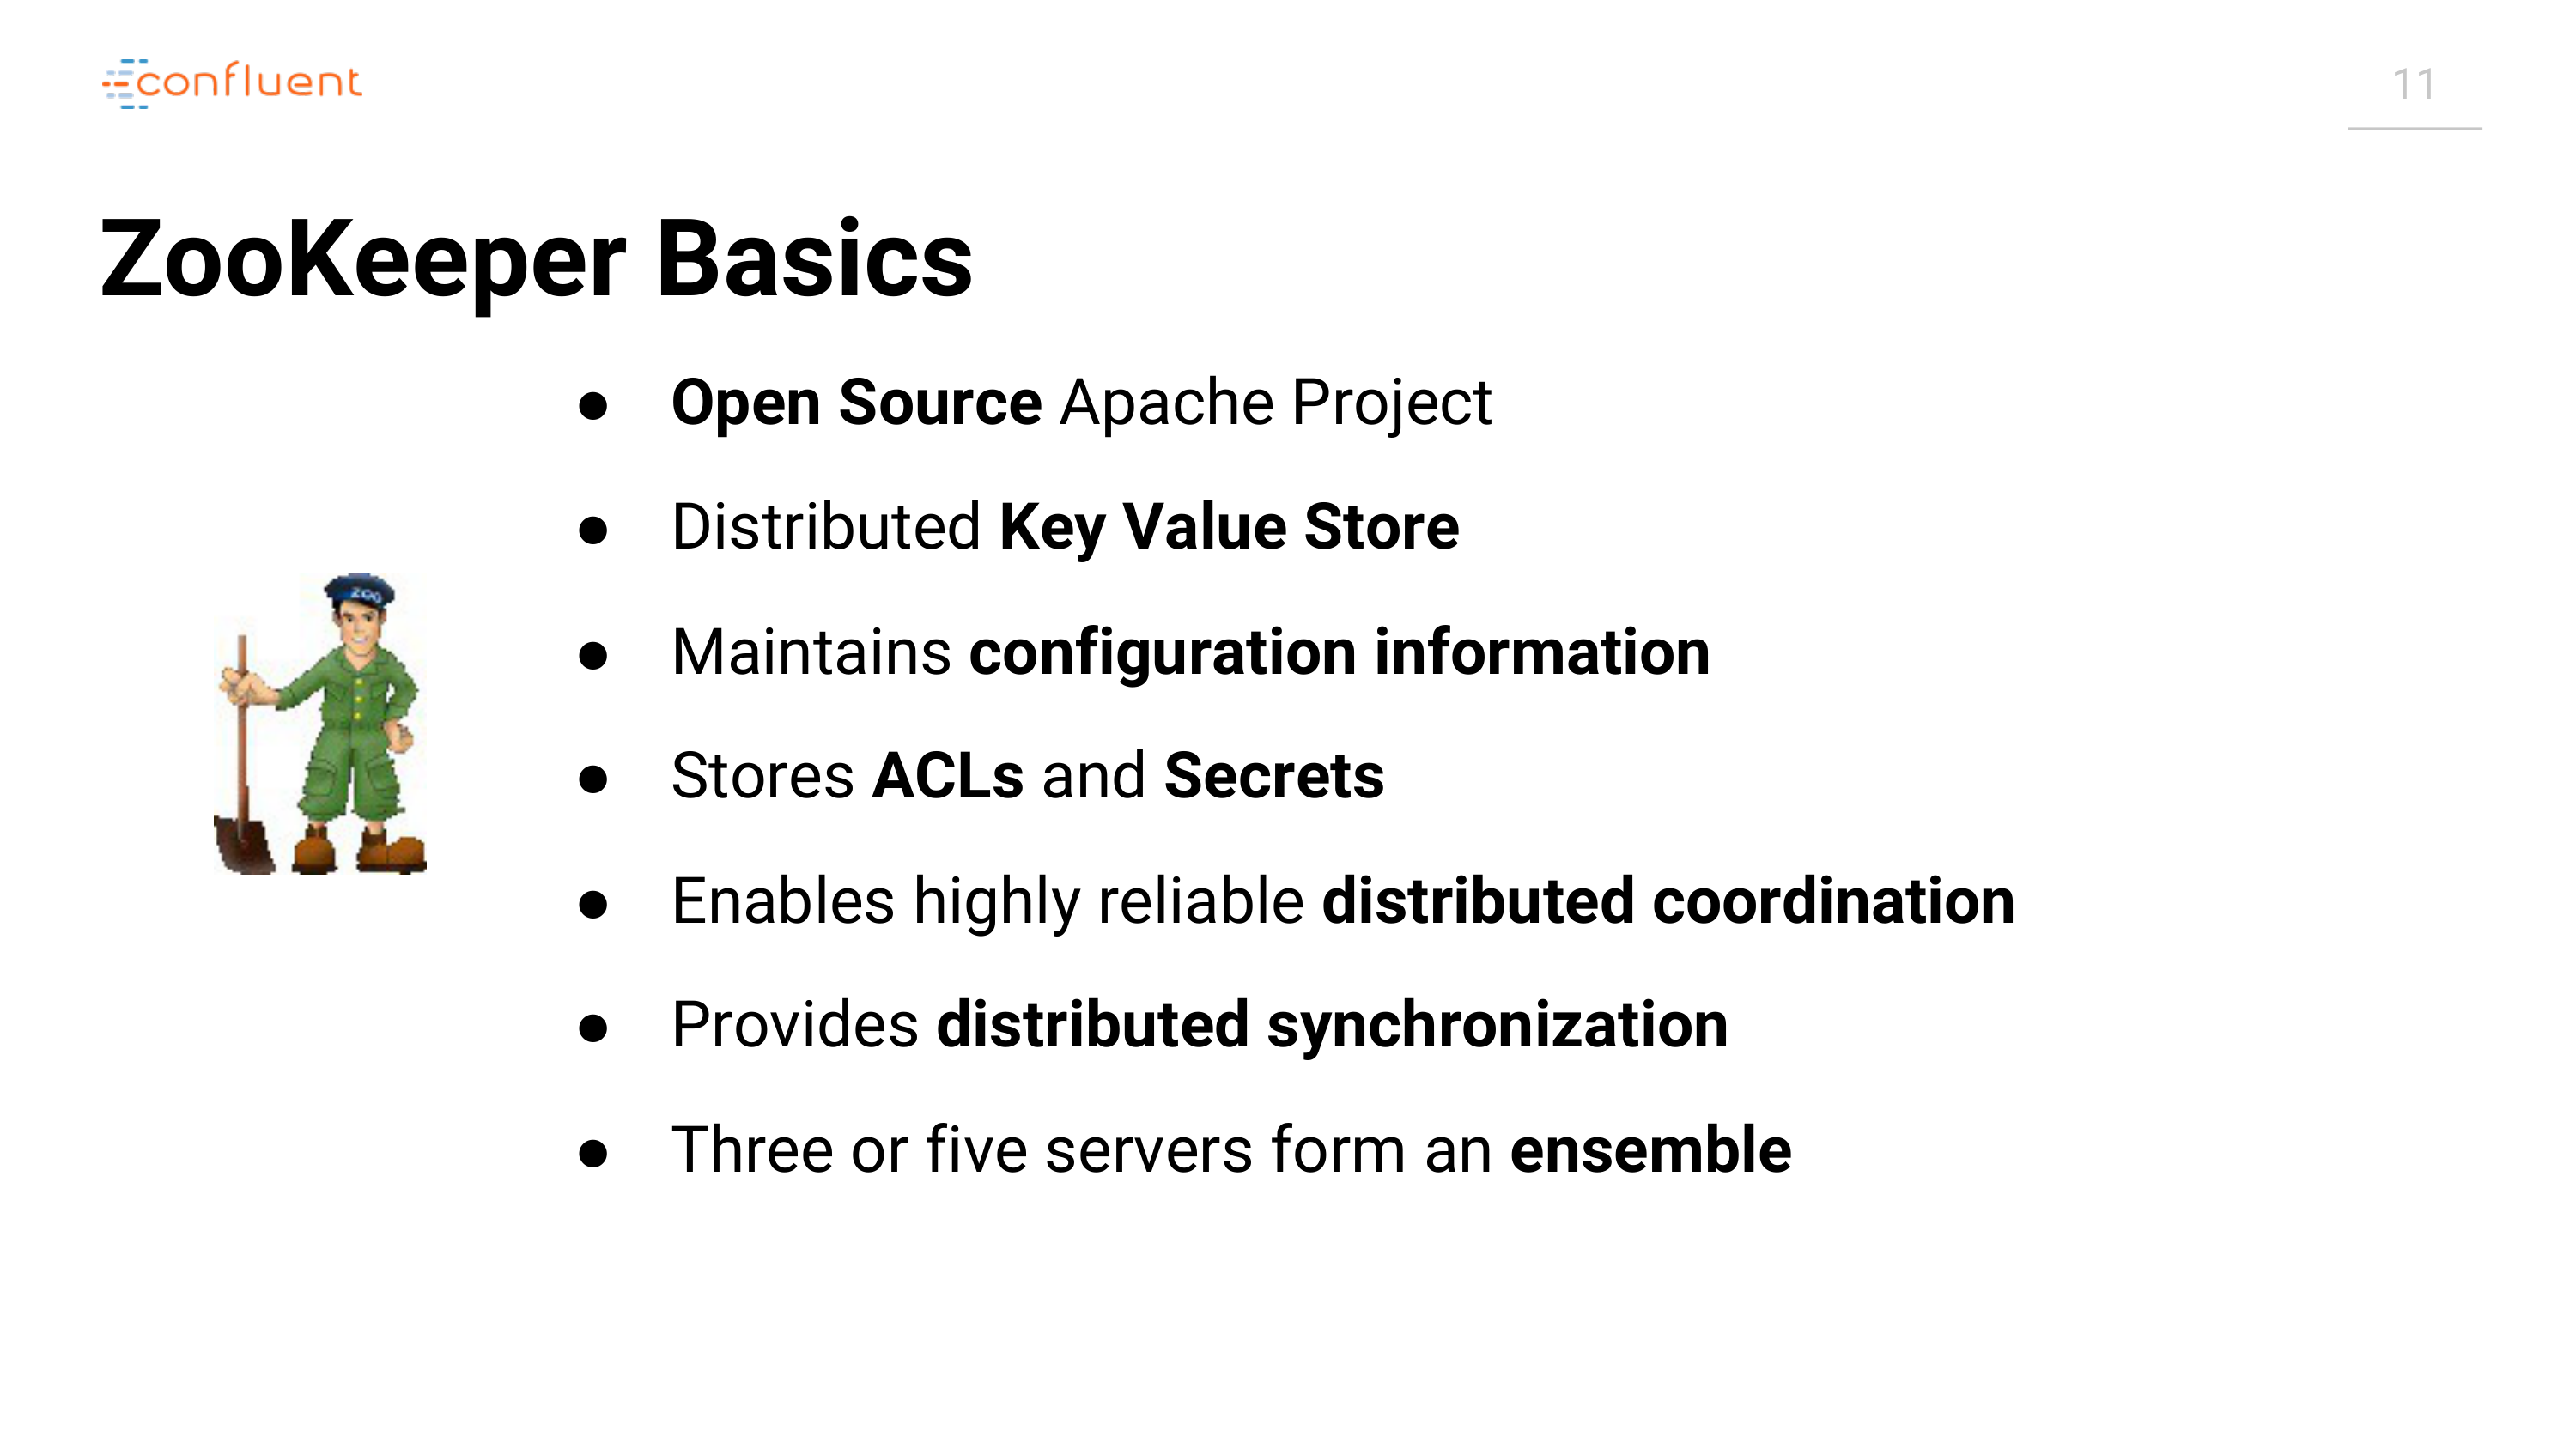 confluent
11
ZooKeeper Basics
● Open Source Apache Project
● Distributed Key Value Store
● Maintains configuration information
● Stores ACLs and Secrets
● Enables highly reliable distributed coordination
● Provides distributed synchronization
● Three or five servers form an ensemble
ZOO